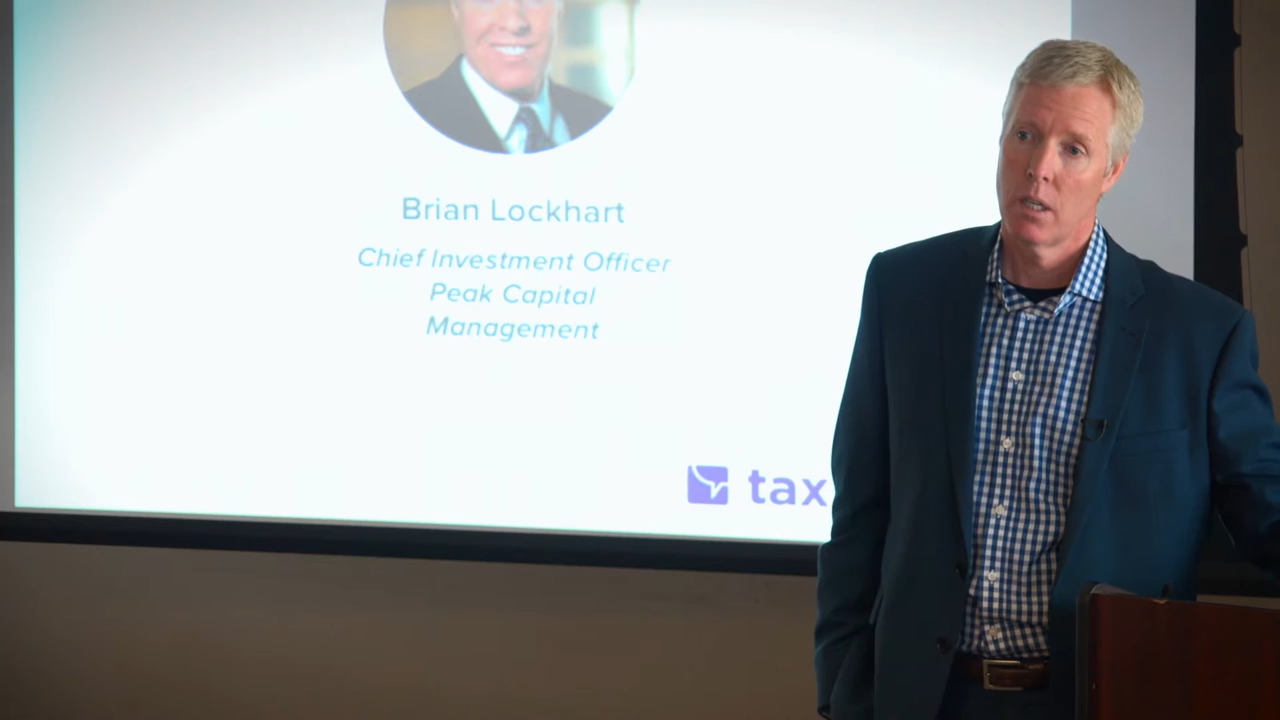 Brian Lockhart
Chief Investment Officer
Peak Capital
Management
tax